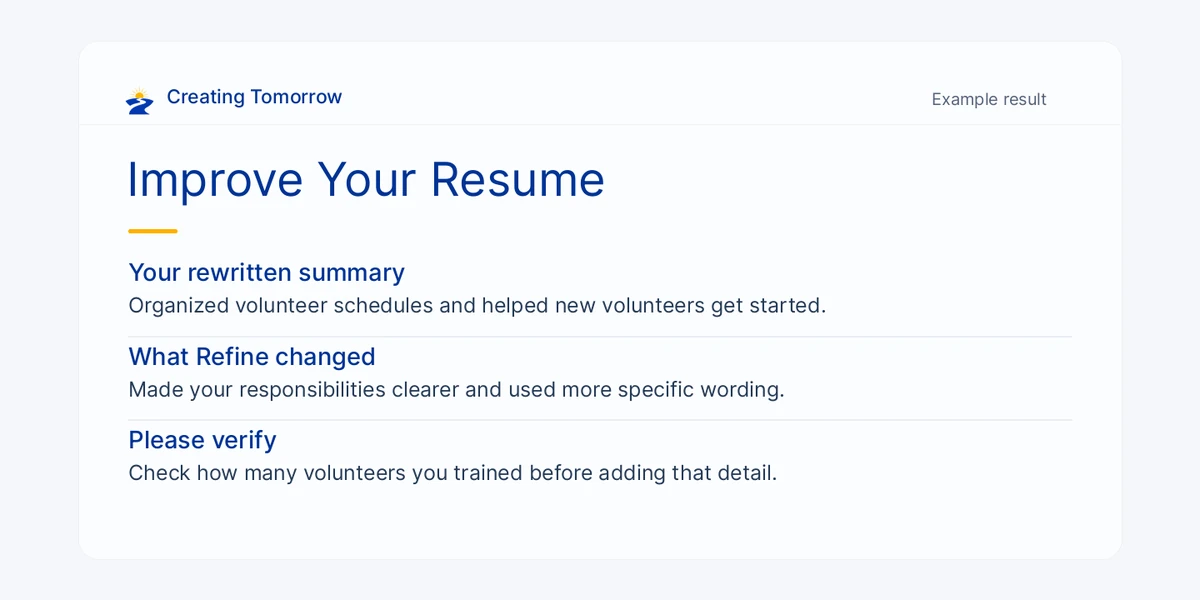 Creating Tomorrow
Example result
Improve Your Resume
Your rewritten summary
Organized volunteer schedules and helped new volunteers get started.
What Refine changed
Made your responsibilities clearer and used more specific wording.
Please verify
Check how many volunteers you trained before adding that detail.